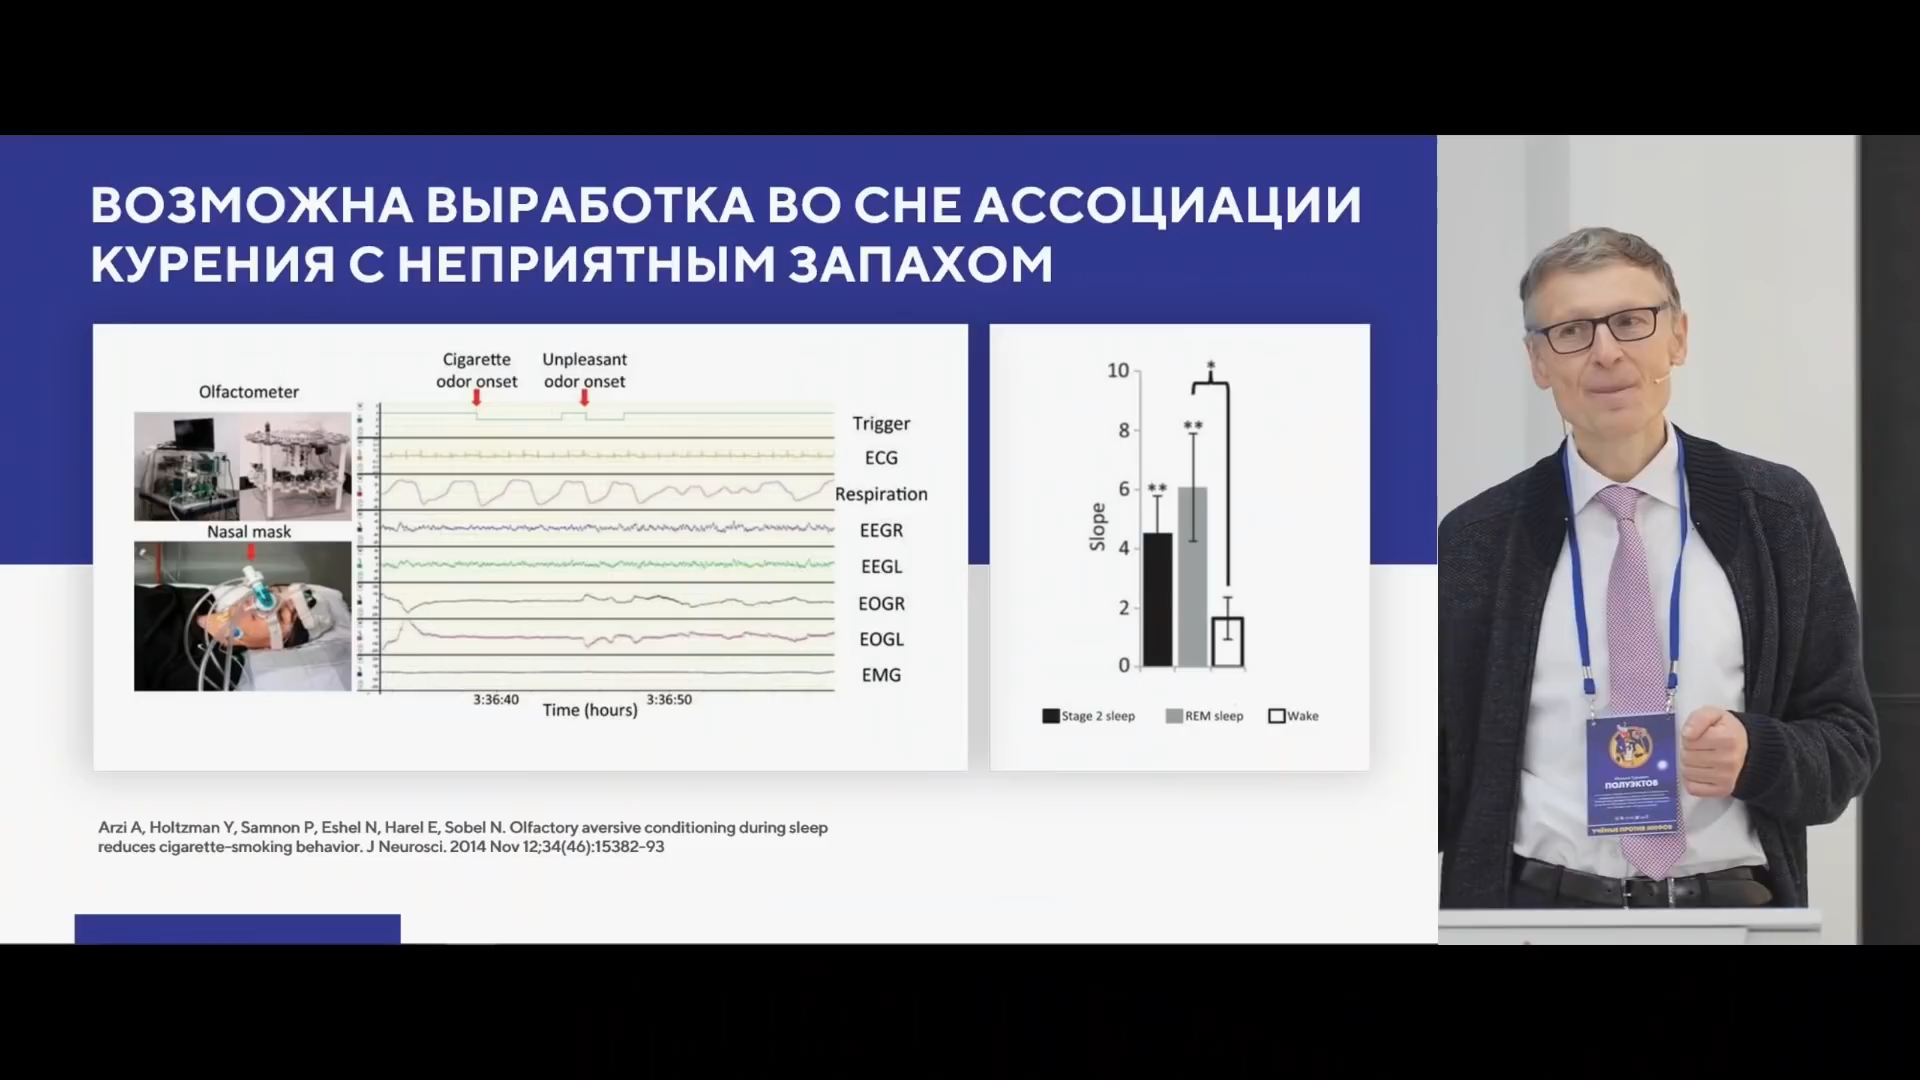 ВОЗМОЖНА ВЫРАБОТКА ВО СНЕ АССОЦИАЦИИ
КУРЕНИЯ С НЕПРИЯТНЫМ ЗАПАХОМ
Olfactometer
Nasal mask
Cigarette
odor onset
Unpleasant
odor onset
Trigger
ECG
Respiration
EEGR
EEGL
EOGR
EOGL
EMG
3:36:40
3:36:50
Time (hours)
Slope
10
8
6
4
2
0
*
**
**
Stage 2 sleep
REM sleep
Wake
Arzi A, Holtzman Y, Samnon P, Eshel N, Harel E, Sobel N. Olfactory aversive conditioning during sleep
reduces cigarette-smoking behavior. J Neurosci. 2014 Nov 12;34(46):15382-93
ПОЛУЭКТОВ
УЧЁНЫЕ ПРОТИВ МИФОВ